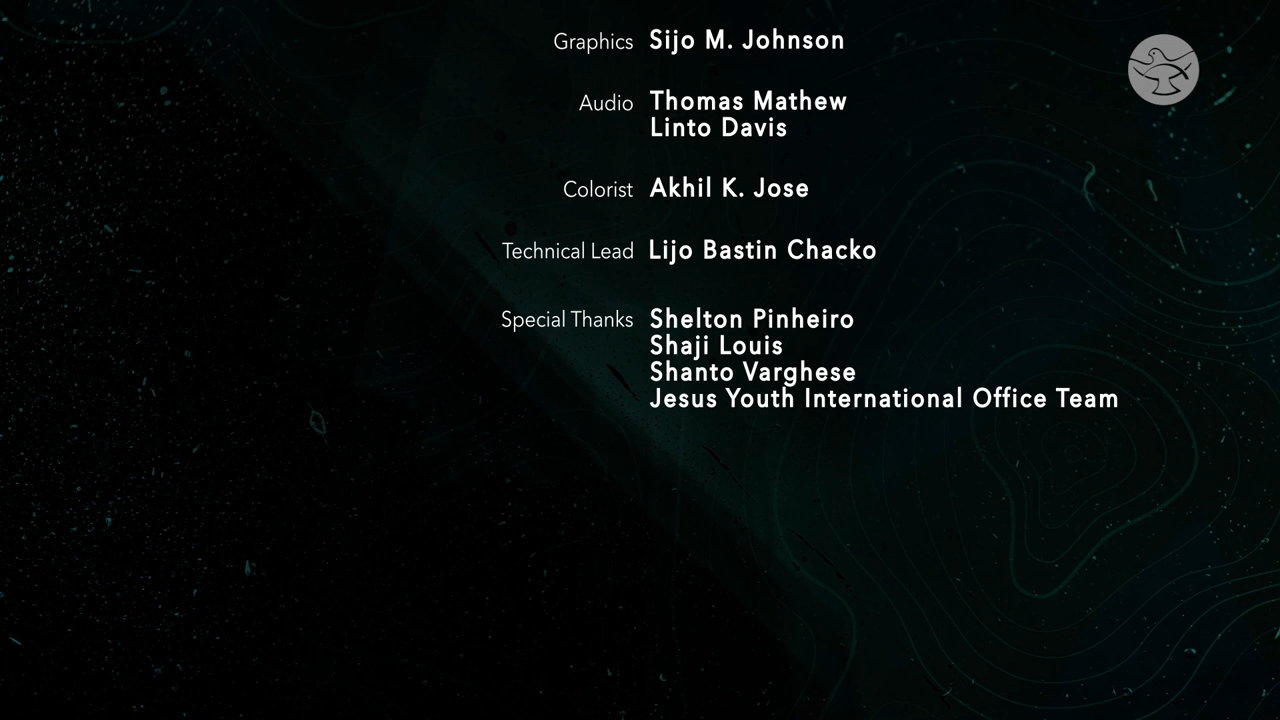 Graphics Sijo M. Johnson
Audio Thomas Mathew
Linto Davis
Colorist Akhil K. Jose
Technical Lead Lijo Bastin Chacko
Special Thanks Shelton Pinheiro
Shaji Louis
Shanto Varghese
Jesus Youth International Office Team